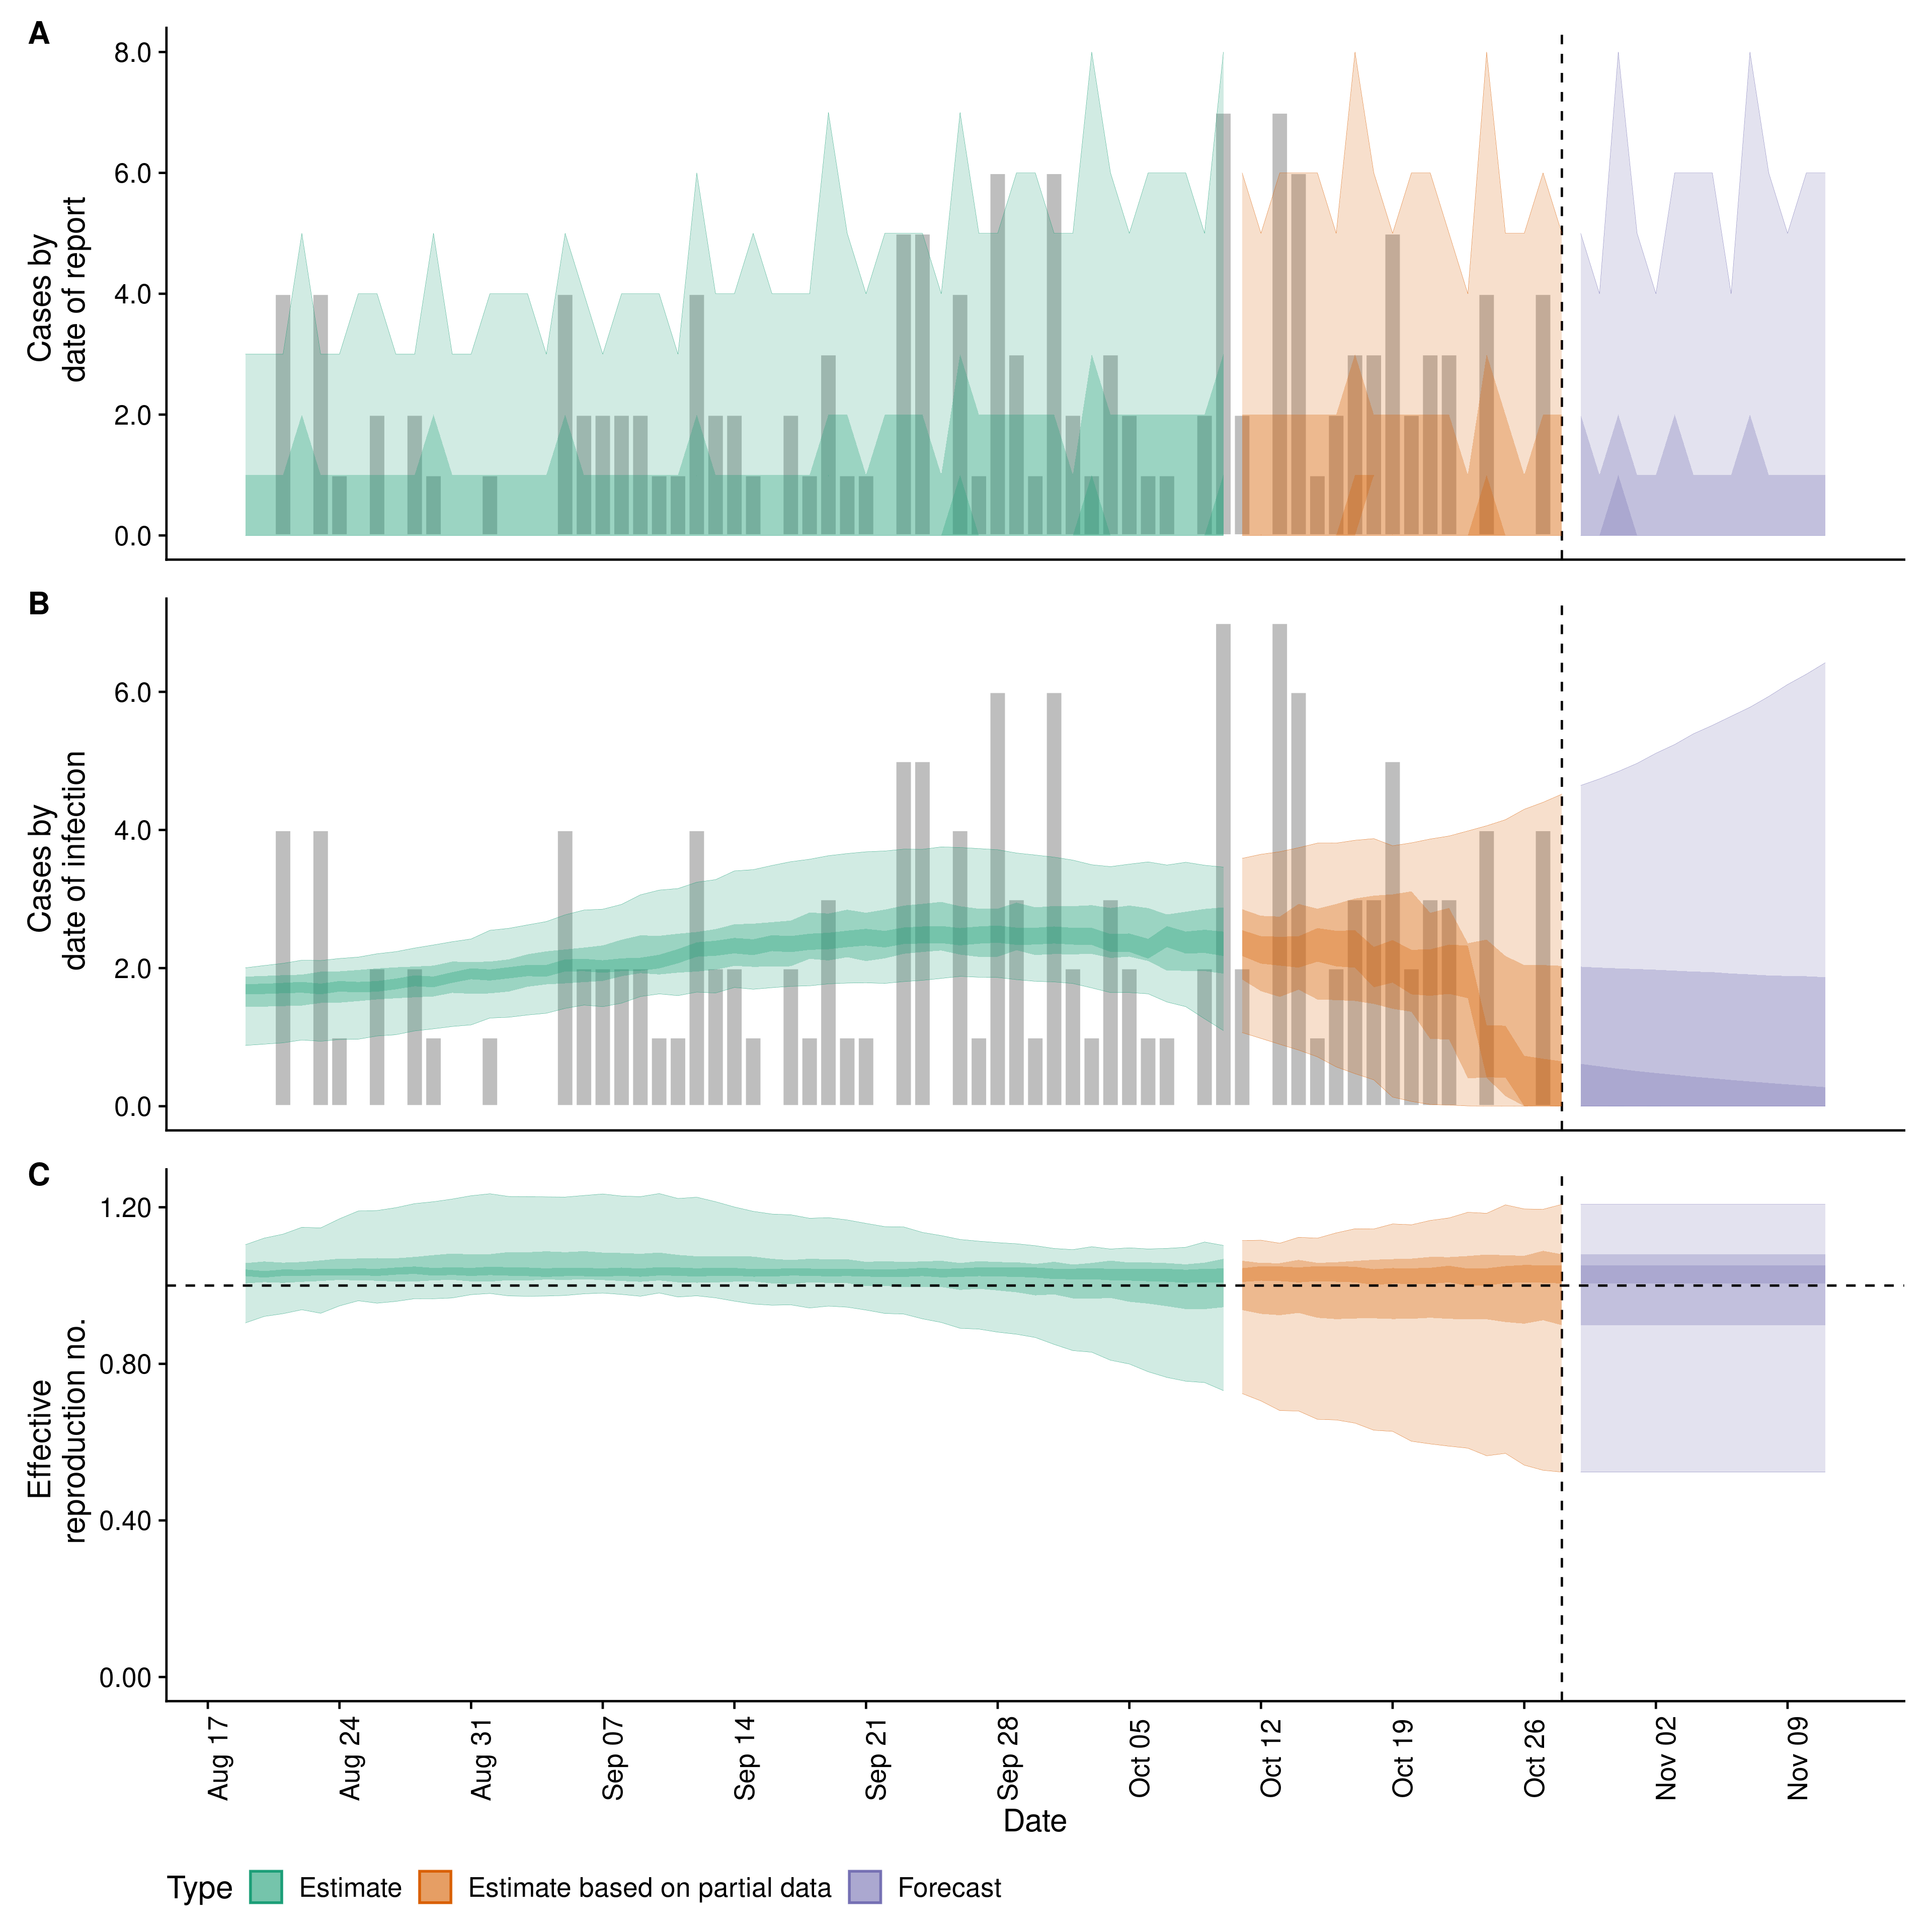 A
8.0
6.0
4.0
2.0
0.0
Cases by
date of report
B
6.0
4.0
2.0
0.0
Cases by
date of infection
C
1.20
0.80
0.40
0.00
Effective
reproduction no.
Aug 17
Aug 24
Aug 31
Sep 07
Sep 14
Sep 21
Sep 28
Oct 05
Oct 12
Oct 19
Oct 26
Nov 02
Nov 09
Date
Type Estimate Estimate based on partial data Forecast